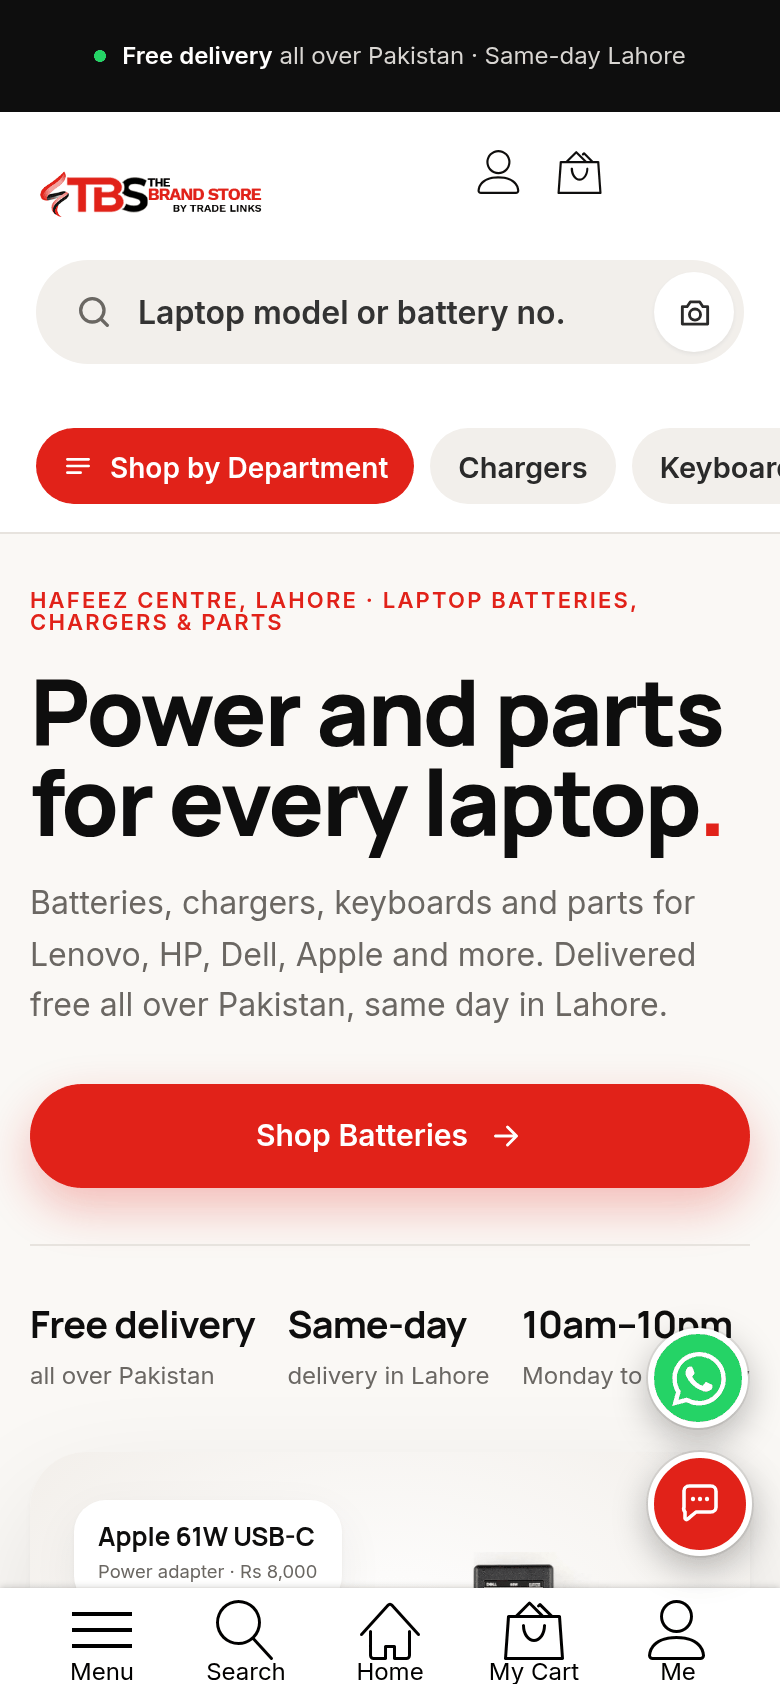 Free delivery all over Pakistan · Same-day Lahore
TBS THE BRAND STORE
BY TRADE LINKS
Laptop model or battery no.
Shop by Department
Chargers
Keyboar
HAFEEZ CENTRE, LAHORE · LAPTOP BATTERIES,
CHARGERS & PARTS
Power and parts
for every laptop.
Batteries, chargers, keyboards and parts for
Lenovo, HP, Dell, Apple and more. Delivered
free all over Pakistan, same day in Lahore.
Shop Batteries
Free delivery
all over Pakistan
Same-day
delivery in Lahore
10am–10pm
Monday to
Apple 61W USB-C
Power adapter · Rs 8,000
Menu
Search
Home
My Cart
Me